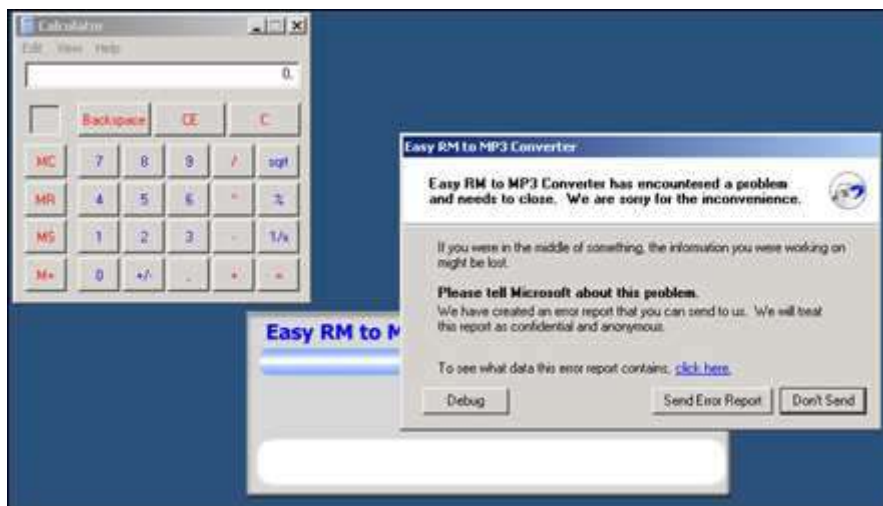 Calculator
Edit View Help
0.
Backspace CE C
MC 7 8 9 / sqrt
MR 4 5 6 * %
MS 1 2 3 - 1/x
M+ 0 +/- . + =
Easy RM to M
Easy RM to MP3 Converter
Easy RM to MP3 Converter has encountered a problem
and needs to close. We are sorry for the inconvenience.
If you were in the middle of something, the information you were working on
might be lost.
Please tell Microsoft about this problem.
We have created an error report that you can send to us. We will treat
this report as confidential and anonymous.
To see what data this error report contains, click here.
Debug Send Error Report Don't Send